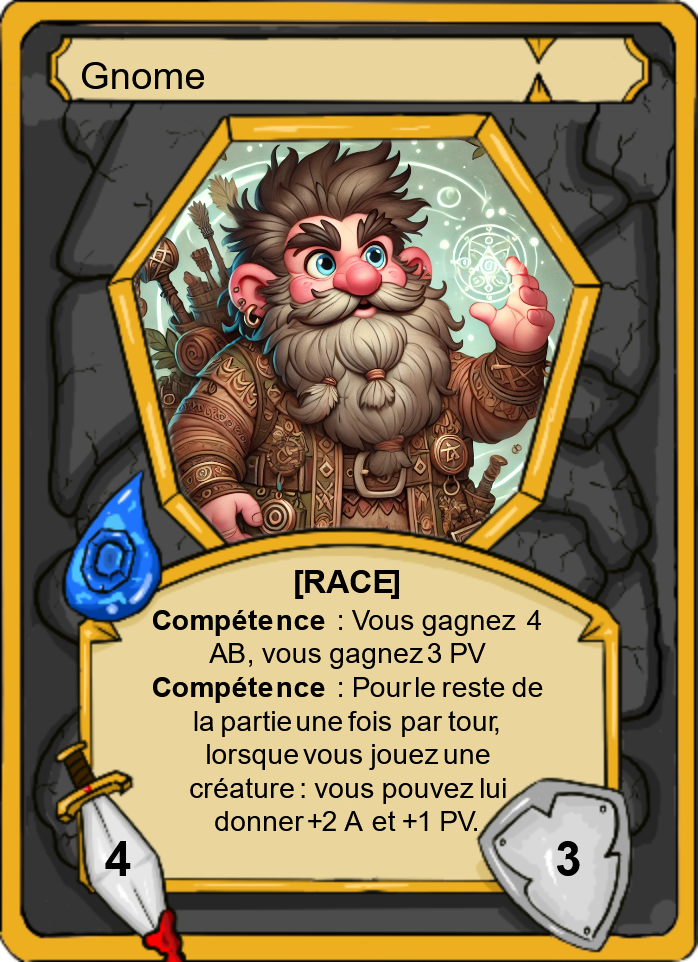 Gnome
[RACE]
Compétence : Vous gagnez 4
AB, vous gagnez 3 PV
Compétence : Pour le reste de
la partie une fois par tour,
lorsque vous jouez une
créature : vous pouvez lui
donner +2 A et +1 PV.
4
3